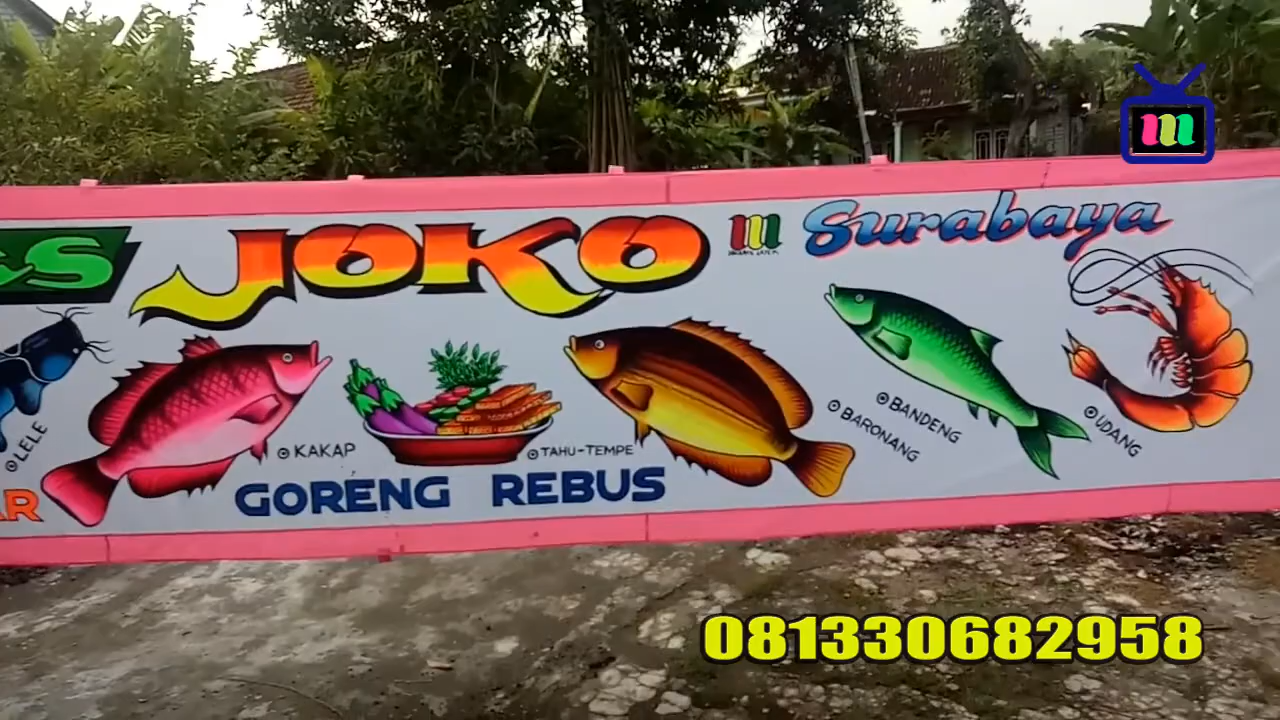 JOKO
Surabaya
LELE
KAKAP
TAHU-TEMPE
BARONANG
BANDENG
UDANG
GORENG REBUS
081330682958